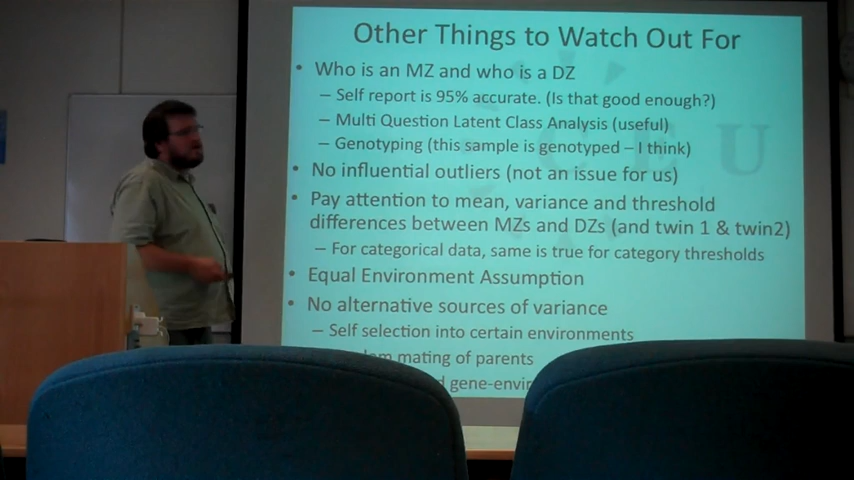 Other Things to Watch Out For
• Who is an MZ and who is a DZ
– Self report is 95% accurate. (Is that good enough?)
– Multi Question Latent Class Analysis (useful)
– Genotyping (this sample is genotyped – I think)
• No influential outliers (not an issue for us)
• Pay attention to mean, variance and threshold
differences between MZs and DZs (and twin 1 & twin2)
– For categorical data, same is true for category thresholds
• Equal Environment Assumption
• No alternative sources of variance
– Self selection into certain environments
mating of parents
CEU